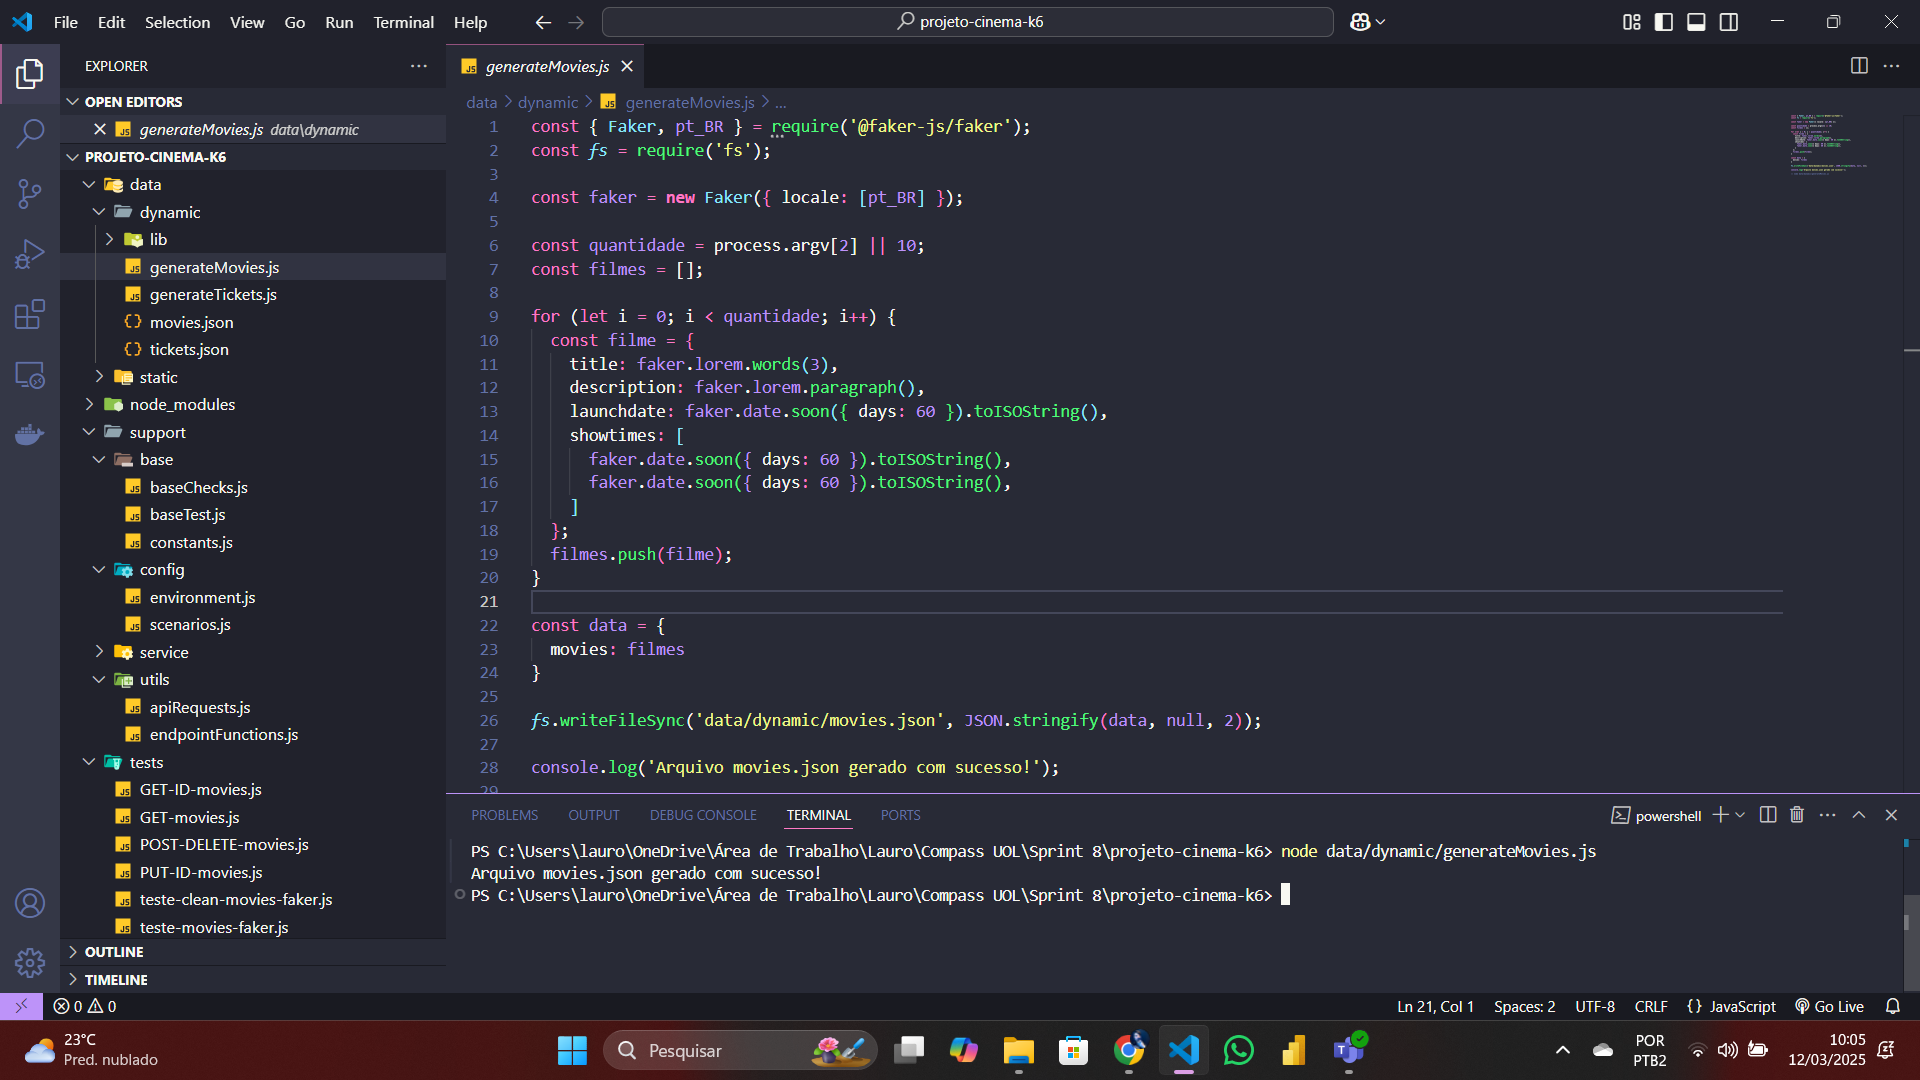 File Edit Selection View Go Run Terminal Help
projeto-cinema-k6
EXPLORER
OPEN EDITORS
generateMovies.js data\dynamic
PROJETO-CINEMA-K6
data
dynamic
lib
generateMovies.js
generateTickets.js
movies.json
tickets.json
static
node_modules
support
base
baseChecks.js
baseTest.js
constants.js
config
environment.js
scenarios.js
service
utils
apiRequests.js
endpointFunctions.js
tests
GET-ID-movies.js
GET-movies.js
POST-DELETE-movies.js
PUT-ID-movies.js
teste-clean-movies-faker.js
teste-movies-faker.js
OUTLINE
TIMELINE
generateMovies.js
data > dynamic > generateMovies.js > ...
1 const { Faker, pt_BR } = require('@faker-js/faker');
2 const fs = require('fs');
3
4 const faker = new Faker({ locale: [pt_BR] });
5
6 const quantidade = process.argv[2] || 10;
7 const filmes = [];
8
9 for (let i = 0; i < quantidade; i++) {
10 const filme = {
11 title: faker.lorem.words(3),
12 description: faker.lorem.paragraph(),
13 launchdate: faker.date.soon({ days: 60 }).toISOString(),
14 showtimes: [
15 faker.date.soon({ days: 60 }).toISOString(),
16 faker.date.soon({ days: 60 }).toISOString(),
17 ]
18 };
19 filmes.push(filme);
20 }
21
22 const data = {
23 movies: filmes
24 }
25
26 fs.writeFileSync('data/dynamic/movies.json', JSON.stringify(data, null, 2));
27
28 console.log('Arquivo movies.json gerado com sucesso!');
29
PROBLEMS OUTPUT DEBUG CONSOLE TERMINAL PORTS
powershell
PS C:\Users\lauro\OneDrive\Área de Trabalho\Lauro\Compass UOL\Sprint 8\projeto-cinema-k6> node data/dynamic/generateMovies.js
Arquivo movies.json gerado com sucesso!
PS C:\Users\lauro\OneDrive\Área de Trabalho\Lauro\Compass UOL\Sprint 8\projeto-cinema-k6>
0 0
Ln 21, Col 1 Spaces: 2 UTF-8 CRLF {} JavaScript Go Live
23°C
Pred. nublado
Pesquisar
POR
PTB2
10:05
12/03/2025